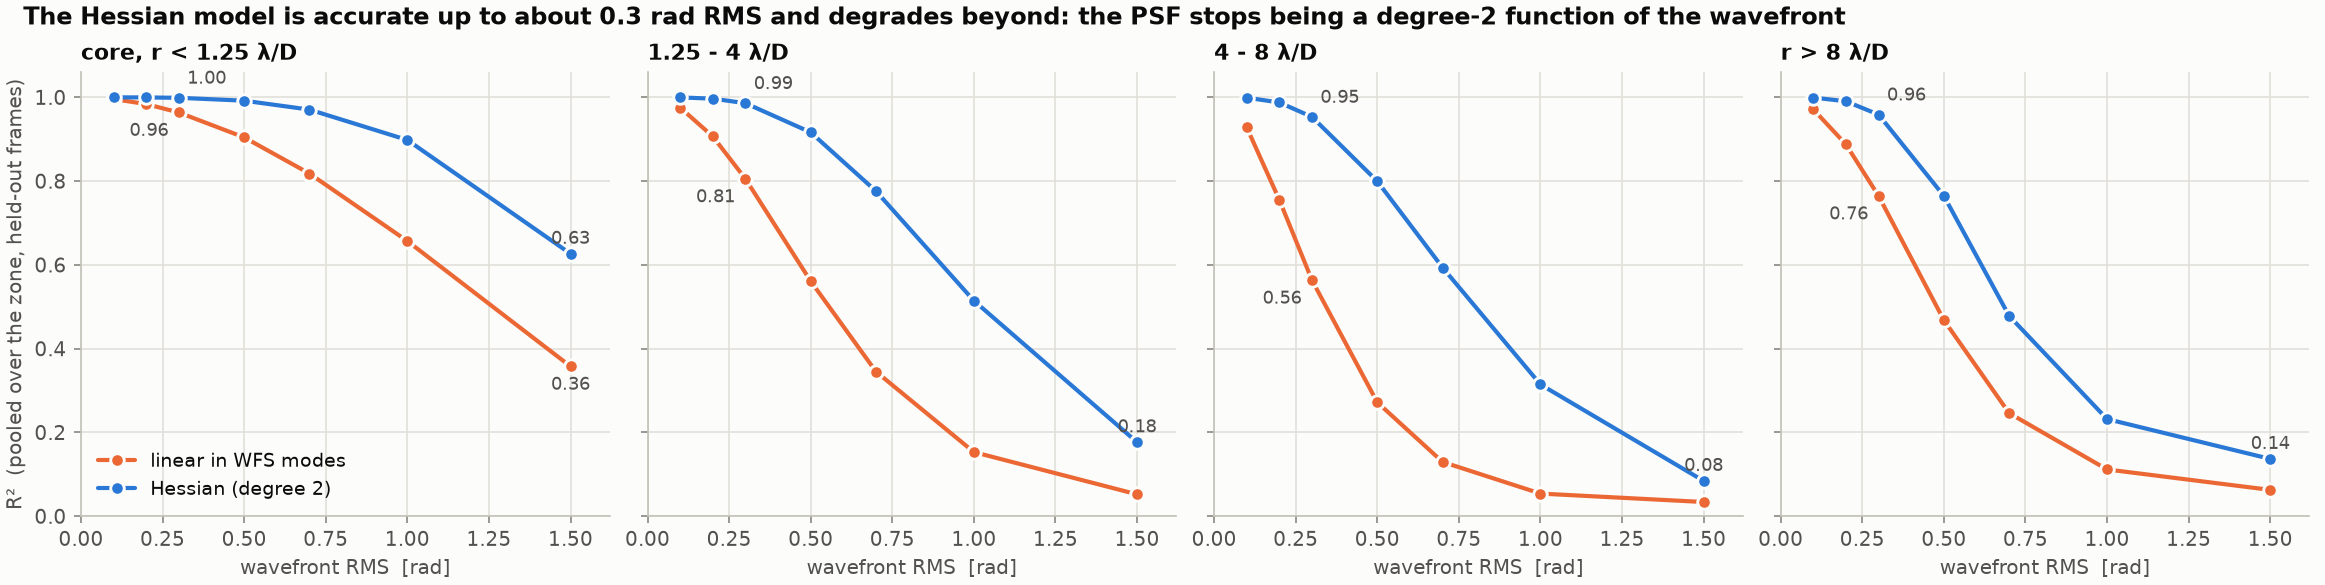 The Hessian model is accurate up to about 0.3 rad RMS and degrades beyond: the PSF stops being a degree-2 function of the wavefront
core, r < 1.25 λ/D
1.25 - 4 λ/D
4 - 8 λ/D
r > 8 λ/D
R² (pooled over the zone, held-out frames)
1.0
0.8
0.6
0.4
0.2
0.0
1.00
0.96
0.63
0.36
linear in WFS modes
Hessian (degree 2)
0.00 0.25 0.50 0.75 1.00 1.25 1.50
wavefront RMS [rad]
0.99
0.81
0.18
0.00 0.25 0.50 0.75 1.00 1.25 1.50
wavefront RMS [rad]
0.95
0.56
0.08
0.00 0.25 0.50 0.75 1.00 1.25 1.50
wavefront RMS [rad]
0.96
0.76
0.14
0.00 0.25 0.50 0.75 1.00 1.25 1.50
wavefront RMS [rad]